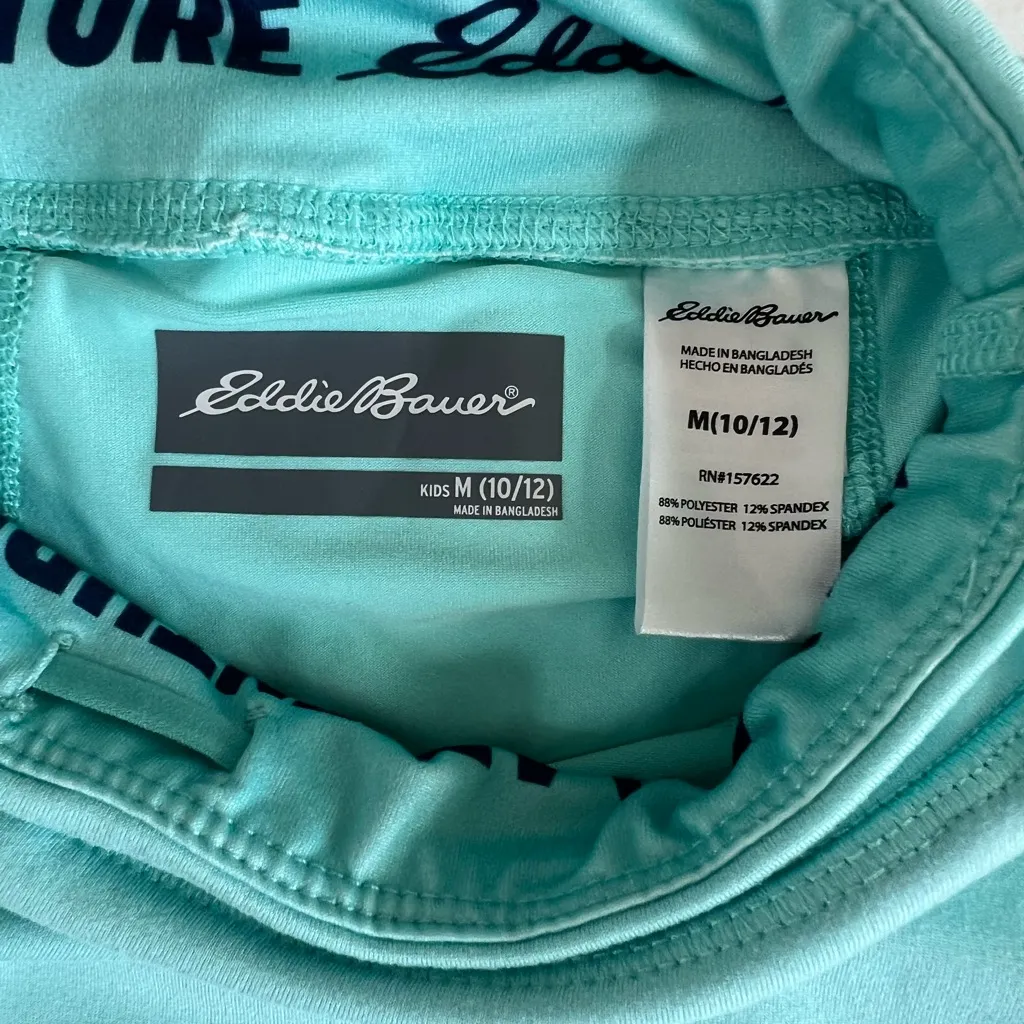 TURE Eddie
Eddie Bauer®
KIDS M (10/12)
MADE IN BANGLADESH
Eddie Bauer
MADE IN BANGLADESH
HECHO EN BANGLADÉS
M(10/12)
RN#157622
88% POLYESTER 12% SPANDEX
88% POLIÉSTER 12% SPANDEX